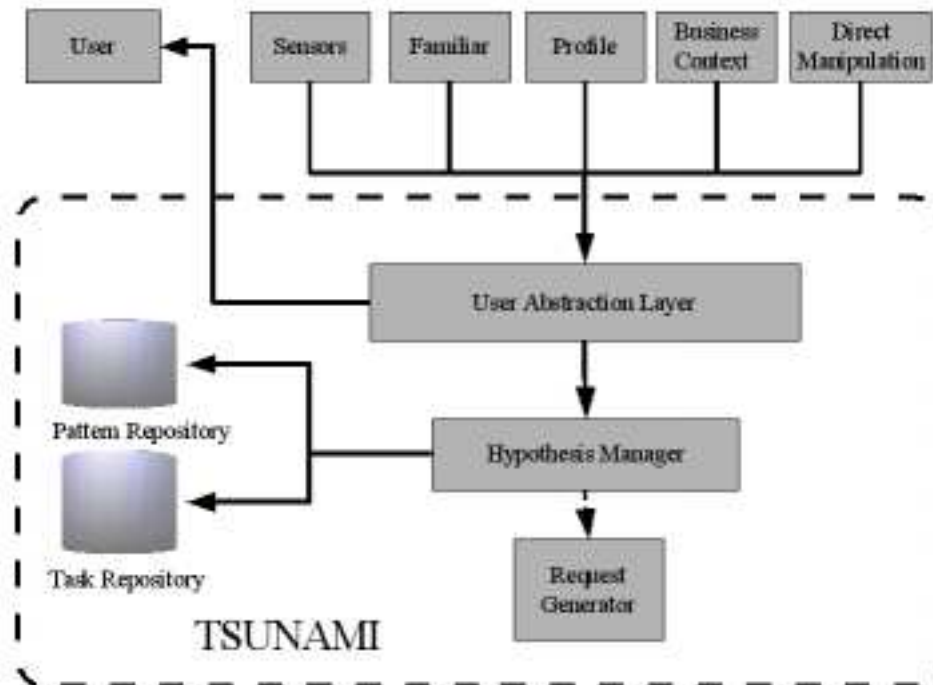 User
Sensors
Familiar
Profile
Business
Context
Direct
Manipulation
User Abstraction Layer
Pattern Repository
Hypothesis Manager
Task Repository
Request
Generator
TSUNAMI